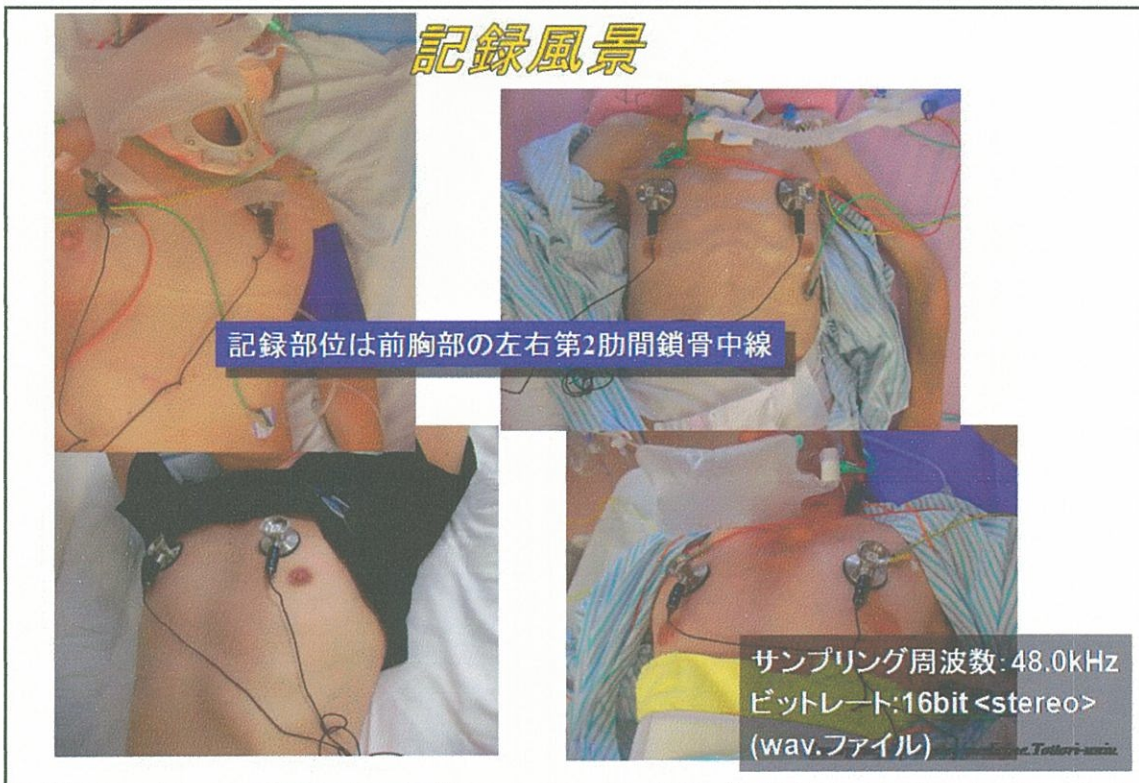 記録風景
記録部位は前胸部の左右第2肋間鎖骨中線
サンプリング周波数:48.0kHz
ビットレート:16bit <stereo>
(wav.ファイル)
Tottori-univ.